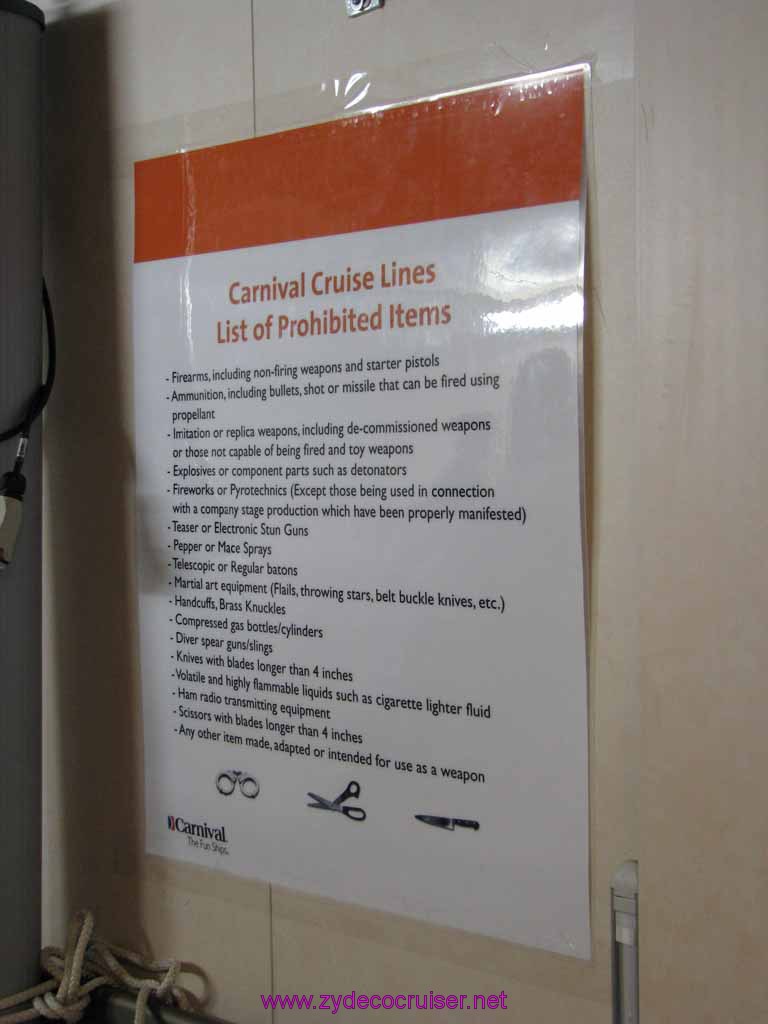 Carnival Cruise Lines
List of Prohibited Items
- Firearms, including non-firing weapons and starter pistols
- Ammunition, including bullets, shot or missile that can be fired using
propellant
- Imitation or replica weapons, including de-commissioned weapons
or those not capable of being fired and toy weapons
- Explosives or component parts such as detonators
- Fireworks or Pyrotechnics (Except those being used in connection
with a company stage production which have been properly manifested)
- Teaser or Electronic Stun Guns
- Pepper or Mace Sprays
- Telescopic or Regular batons
- Martial art equipment (Flails, throwing stars, belt buckle knives, etc.)
- Handcuffs, Brass Knuckles
- Compressed gas bottles/cylinders
- Diver spear guns/slings
- Knives with blades longer than 4 inches
- Volatile and highly flammable liquids such as cigarette lighter fluid
- Ham radio transmitting equipment
- Scissors with blades longer than 4 inches
- Any other item made, adapted or intended for use as a weapon
Carnival.
The Fun Ships.
www.zydecocruiser.net